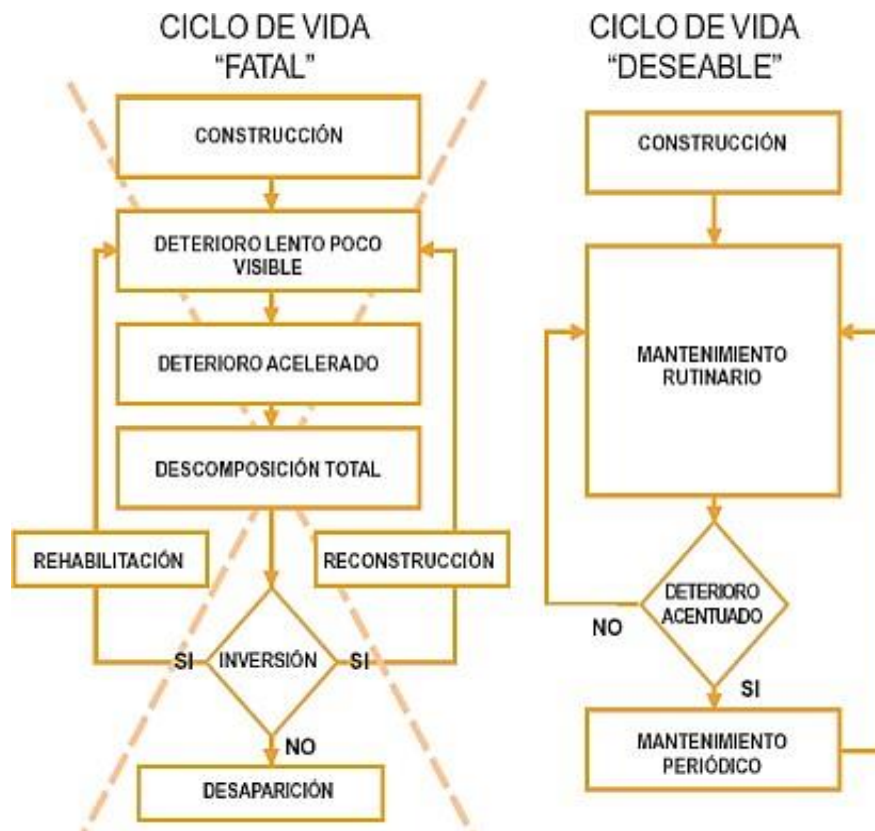 CICLO DE VIDA
"FATAL"
CONSTRUCCIÓN
DETERIORO LENTO POCO
VISIBLE
DETERIORO ACELERADO
DESCOMPOSICIÓN TOTAL
REHABILITACIÓN
RECONSTRUCCIÓN
SI
INVERSIÓN
SI
NO
DESAPARICIÓN
CICLO DE VIDA
"DESEABLE"
CONSTRUCCIÓN
MANTENIMIENTO
RUTINARIO
DETERIORO
ACENTUADO
NO
SI
MANTENIMIENTO
PERIÓDICO